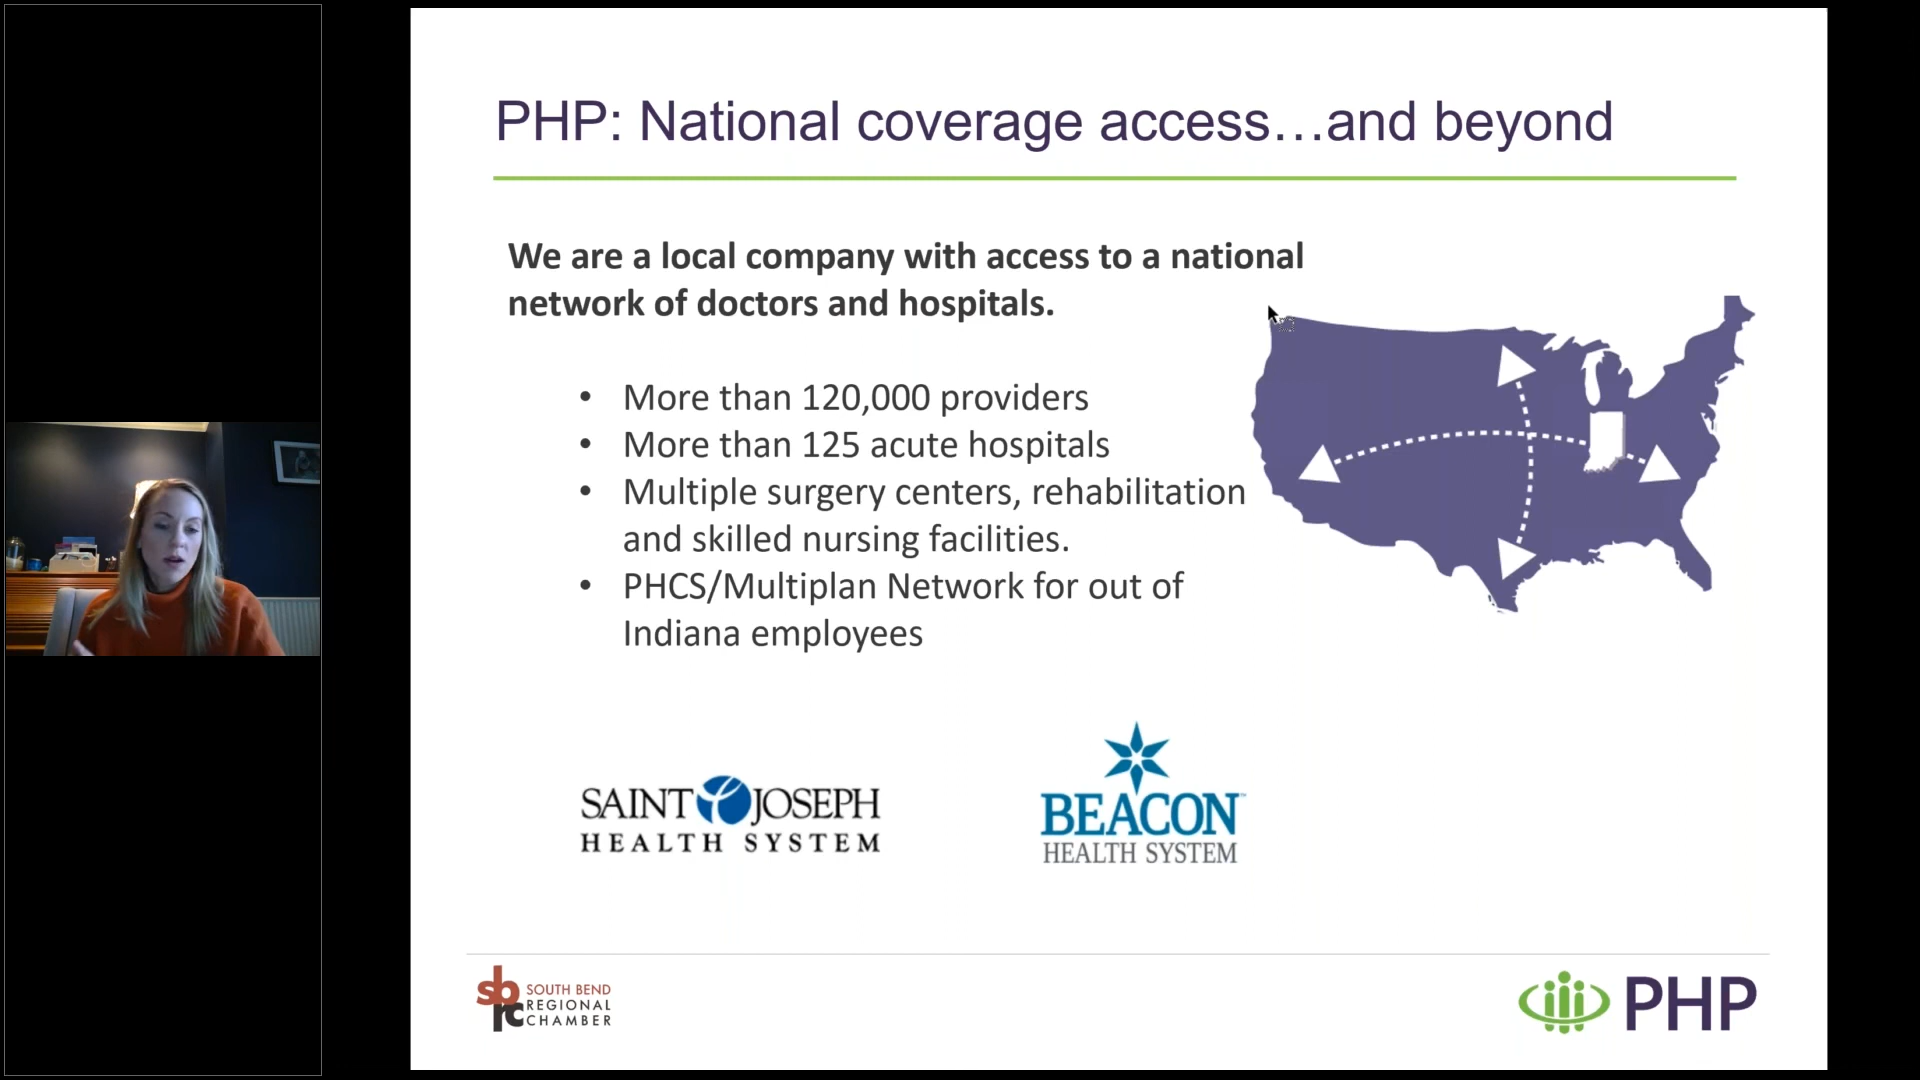 PHP: National coverage access…and beyond
We are a local company with access to a national
network of doctors and hospitals.
• More than 120,000 providers
• More than 125 acute hospitals
• Multiple surgery centers, rehabilitation
and skilled nursing facilities.
• PHCS/Multiplan Network for out of
Indiana employees
SAINT JOSEPH
HEALTH SYSTEM
BEACON™
HEALTH SYSTEM
sbrc
SOUTH BEND
REGIONAL
CHAMBER
PHP